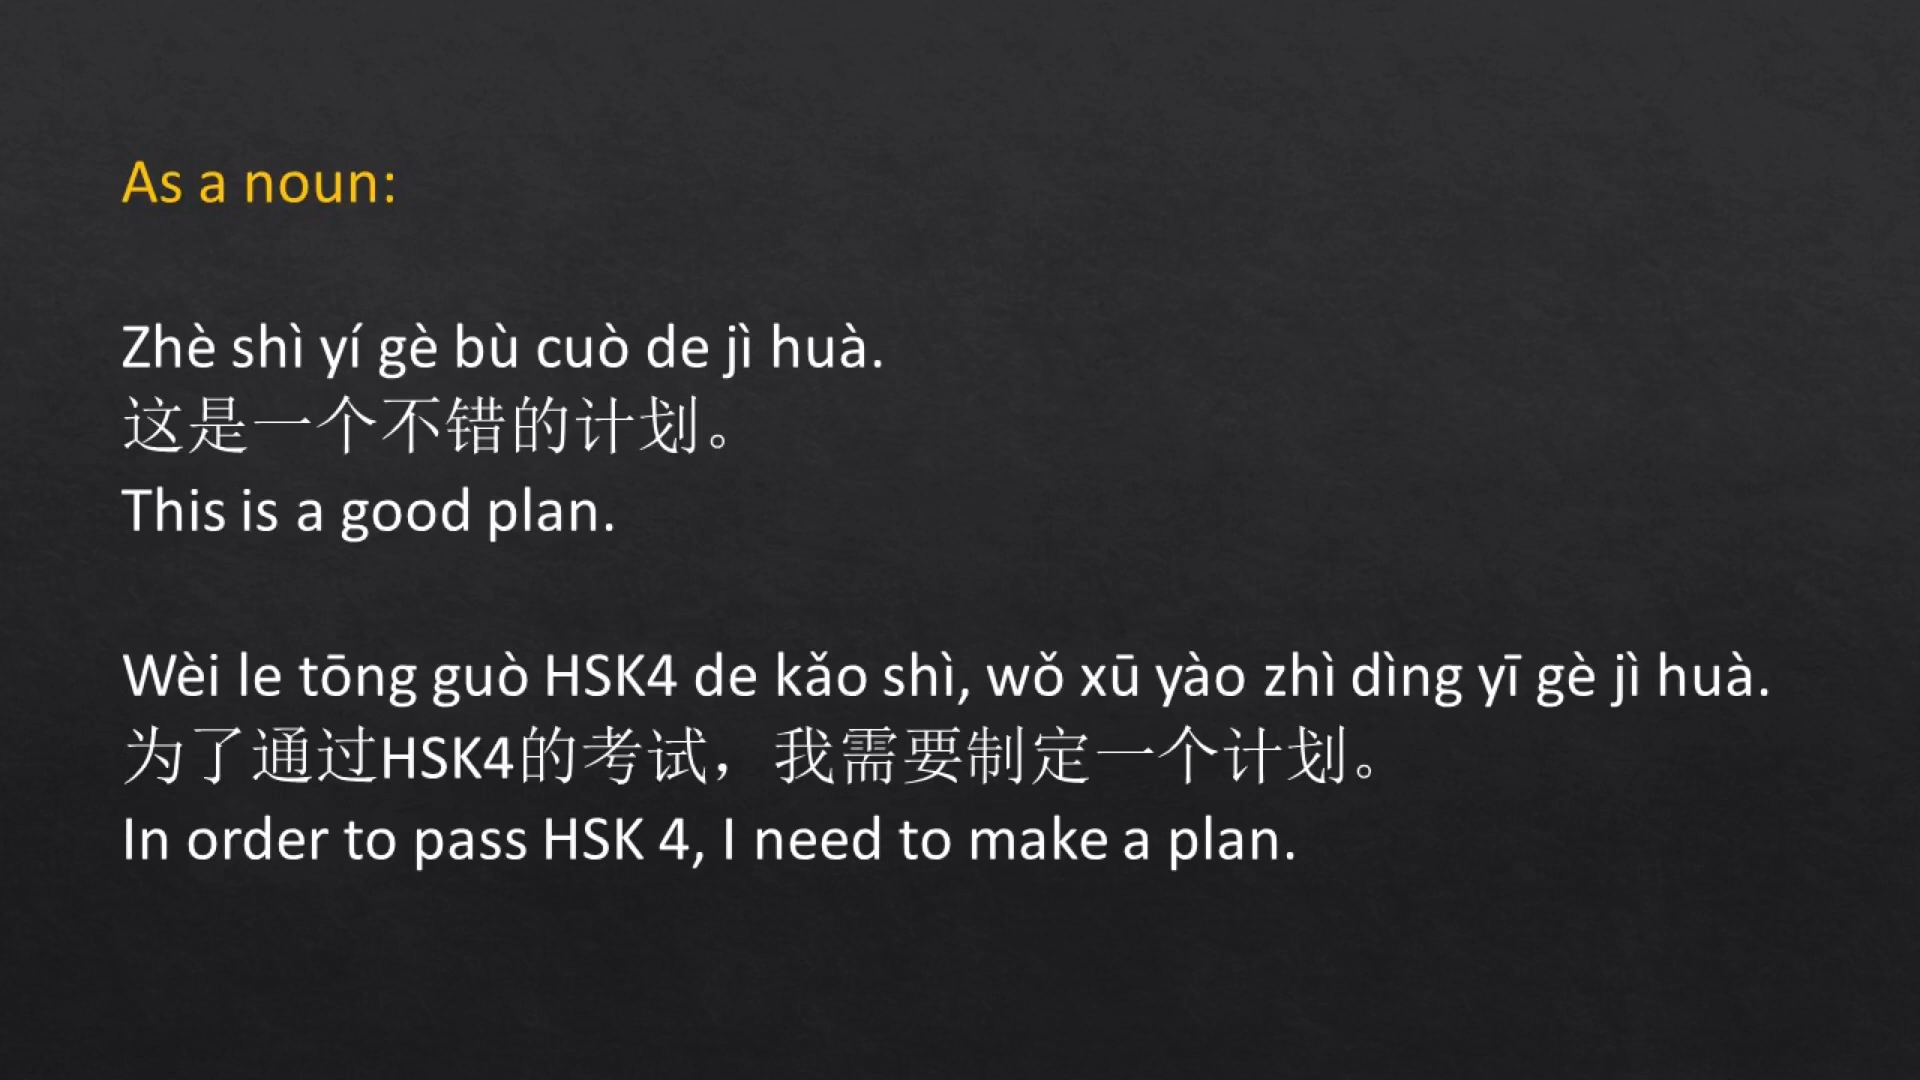 As a noun:
Zhè shì yí gè bù cuò de jì huà.
这是一个不错的计划。
This is a good plan.
Wèi le tōng guò HSK4 de kǎo shì, wǒ xū yào zhì dìng yī gè jì huà.
为了通过HSK4的考试，我需要制定一个计划。
In order to pass HSK 4, I need to make a plan.